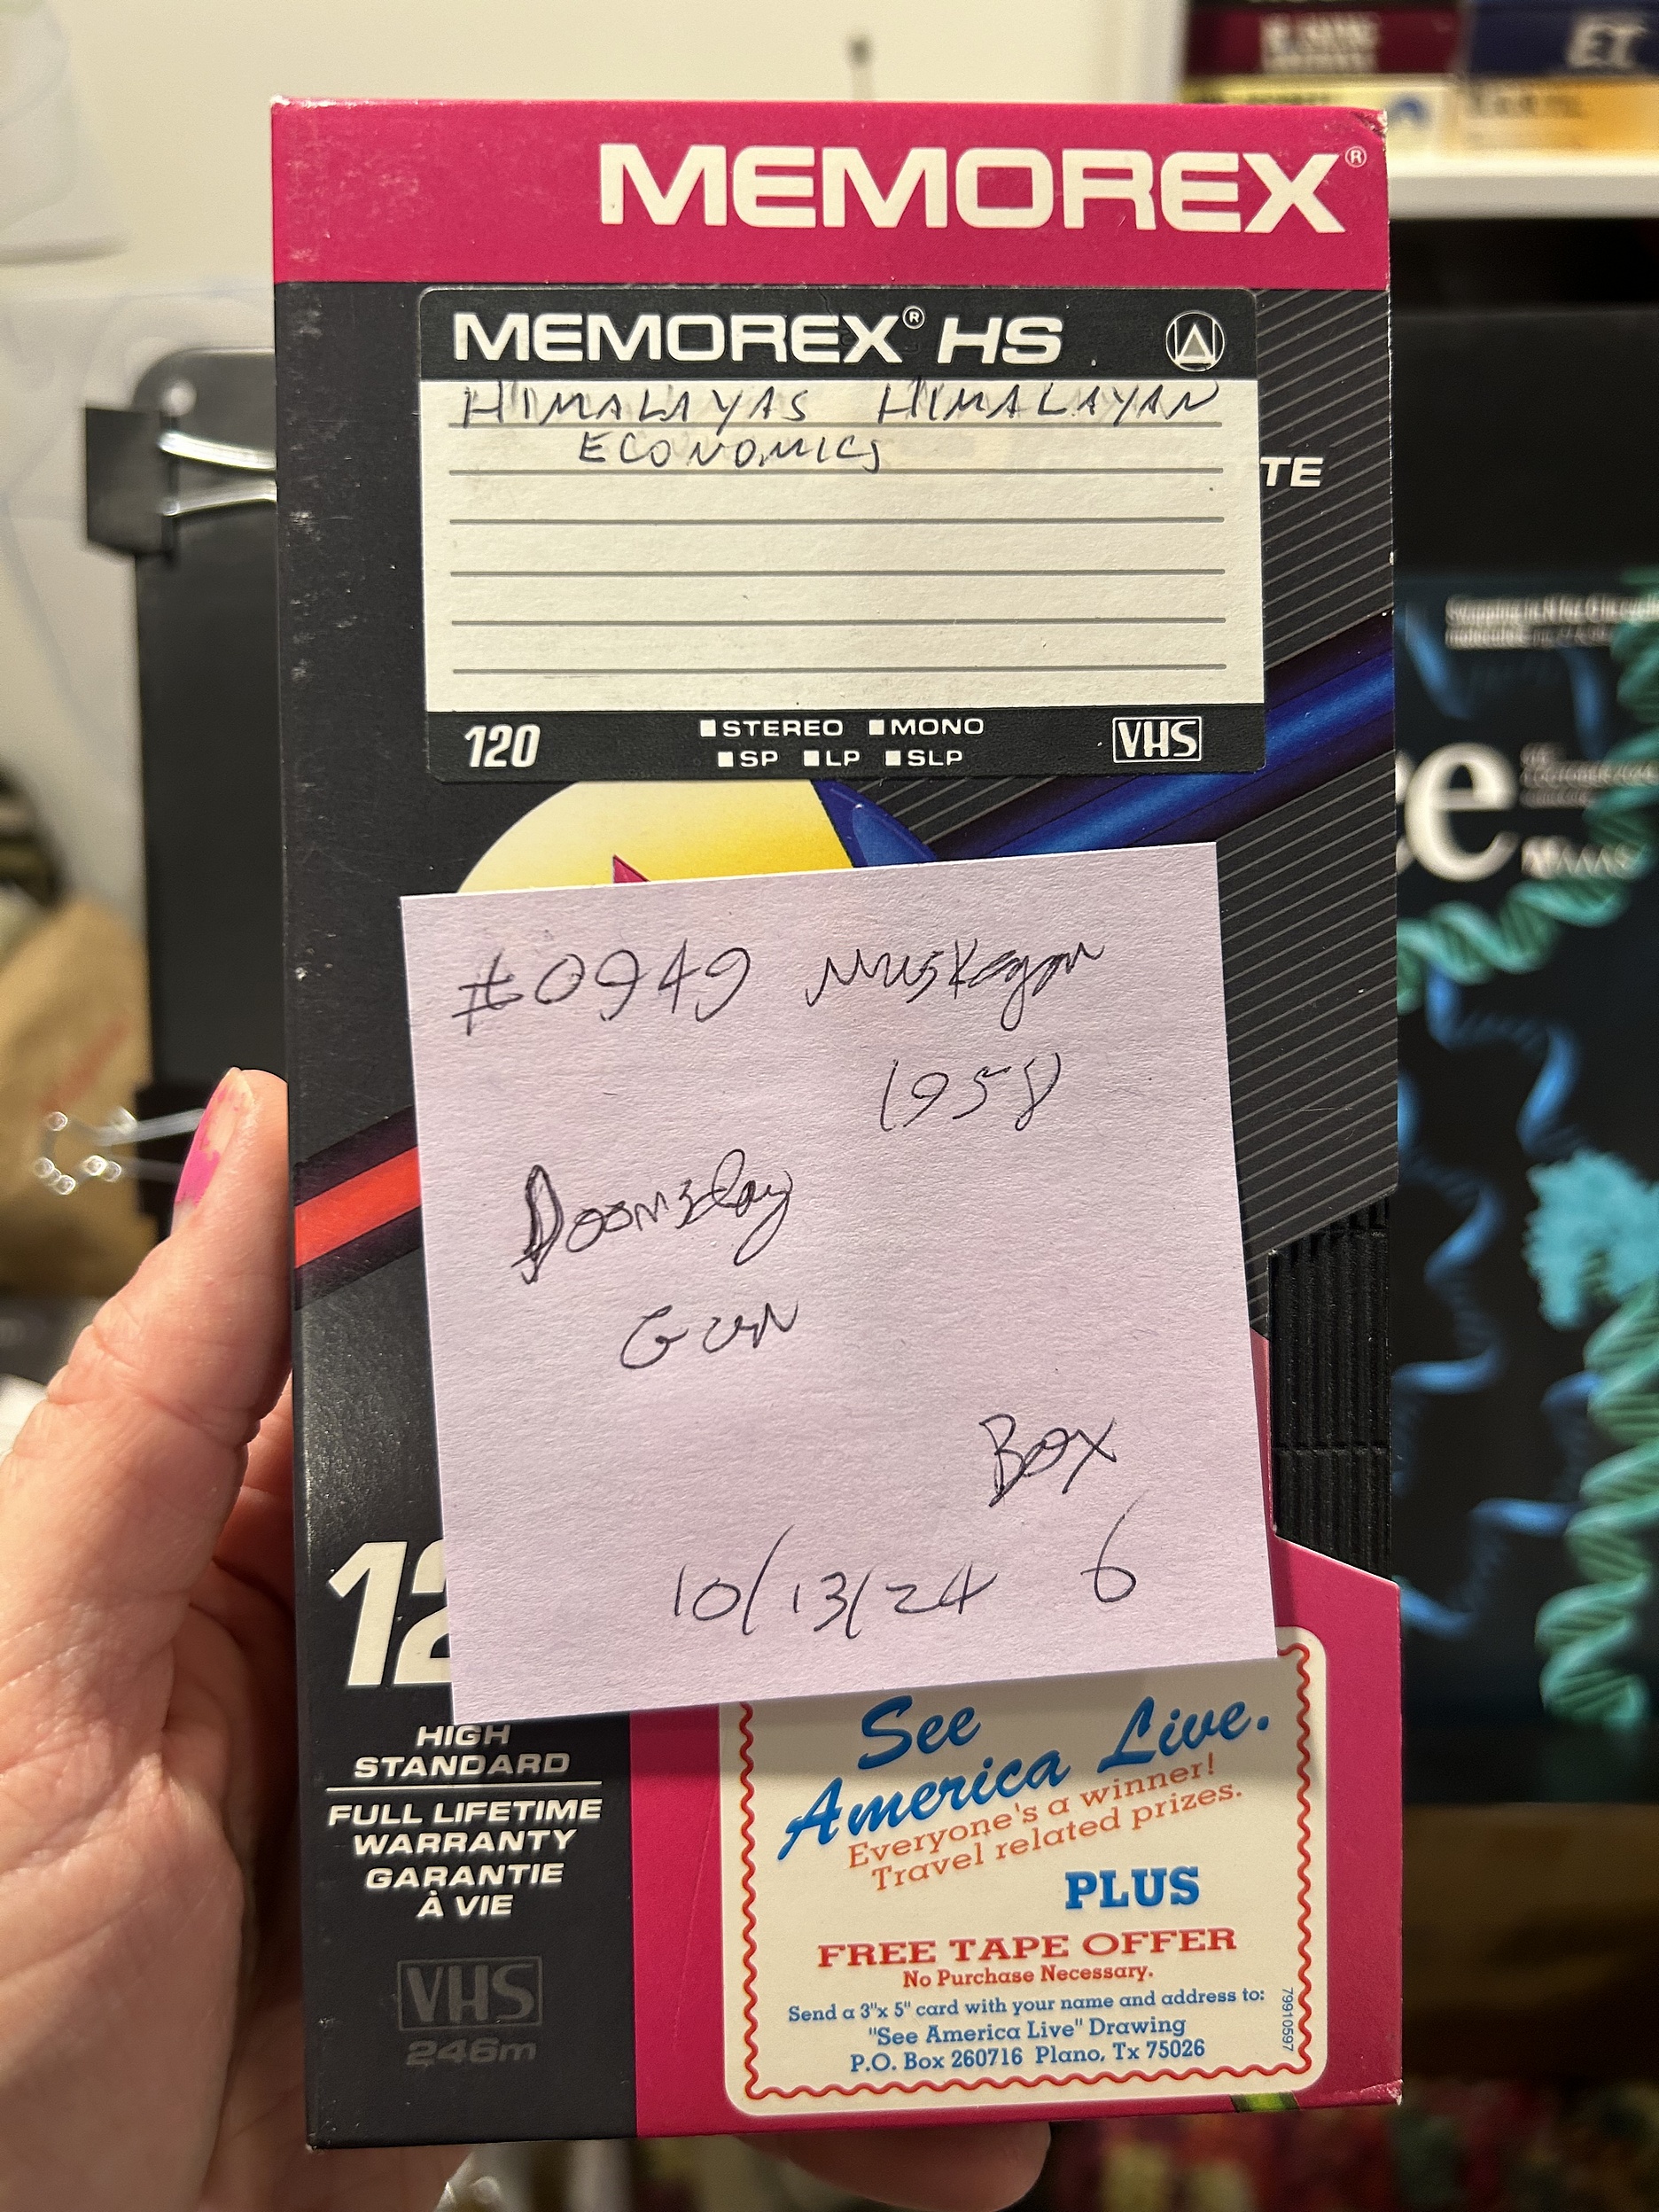 ET
MEMOREX®
MEMOREX® HS
HIMALAYAS HIMALAYAN
ECONOMICS
TE
120
STEREO MONO
SP LP SLP
VHS
#0949 Muskegon
1958
Doomsday
Gun
Box
10/13/24 6
12
HIGH
STANDARD
FULL LIFETIME
WARRANTY
GARANTIE
À VIE
VHS
246m
See
America Live.
Everyone's a winner!
Travel related prizes.
PLUS
FREE TAPE OFFER
No Purchase Necessary.
Send a 3"x 5" card with your name and address to:
"See America Live" Drawing
P.O. Box 260716 Plano, Tx 75026
79910597
ce